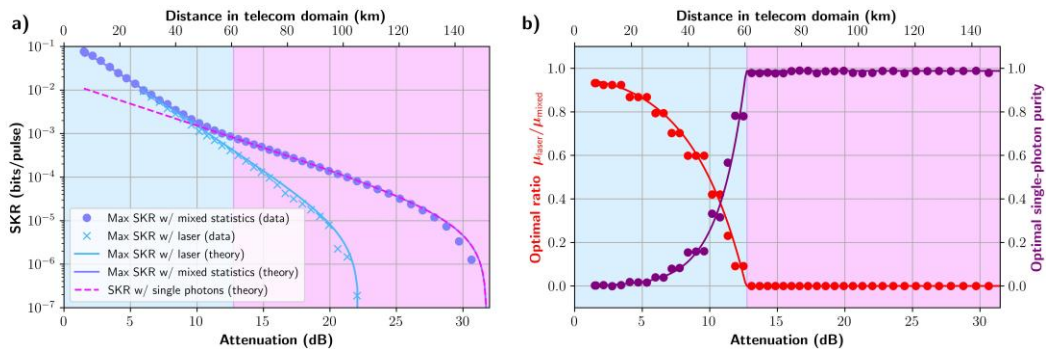 a)
Distance in telecom domain (km)
0 20 40 60 80 100 120 140
SKR (bits/pulse)
10⁻¹
10⁻²
10⁻³
10⁻⁴
10⁻⁵
10⁻⁶
10⁻⁷
Max SKR w/ mixed statistics (data)
Max SKR w/ laser (data)
Max SKR w/ laser (theory)
Max SKR w/ mixed statistics (theory)
SKR w/ single photons (theory)
0 5 10 15 20 25 30
Attenuation (dB)
b)
Distance in telecom domain (km)
0 20 40 60 80 100 120 140
Optimal ratio μlaser/μmixed
1.0
0.8
0.6
0.4
0.2
0.0
1.0
0.8
0.6
0.4
0.2
0.0
Optimal single-photon purity
0 5 10 15 20 25 30
Attenuation (dB)